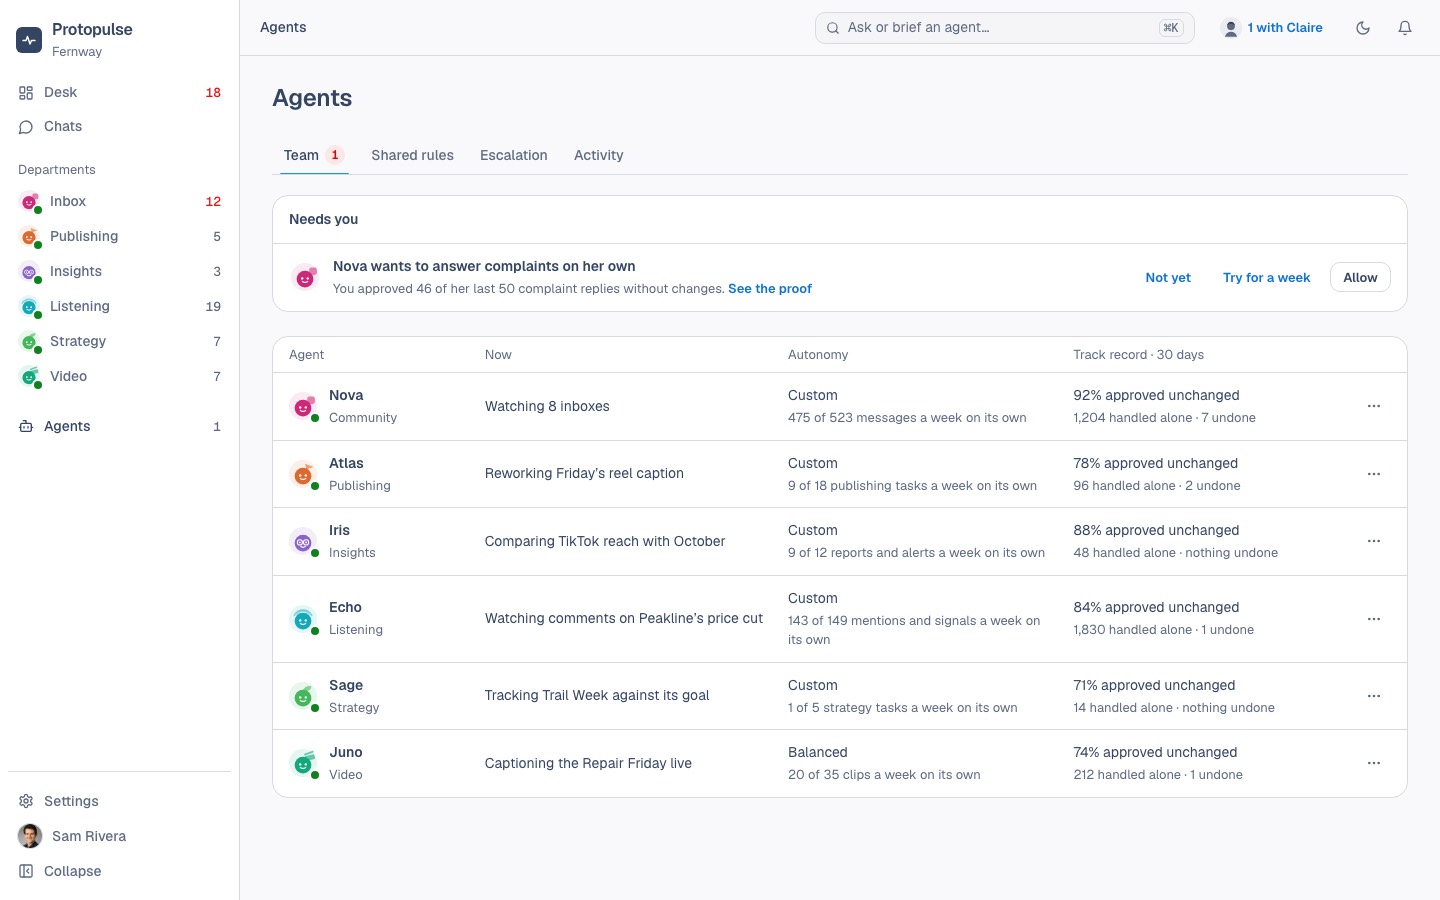 Protopulse
Fernway
Desk 18
Chats
Departments
Inbox 12
Publishing 5
Insights 3
Listening 19
Strategy 7
Video 7
Agents 1
Settings
Sam Rivera
Collapse
Agents
Ask or brief an agent…
⌘K
1 with Claire
Agents
Team 1
Shared rules
Escalation
Activity
Needs you
Nova wants to answer complaints on her own
You approved 46 of her last 50 complaint replies without changes. See the proof
Not yet
Try for a week
Allow
Agent
Now
Autonomy
Track record · 30 days
Nova
Community
Watching 8 inboxes
Custom
475 of 523 messages a week on its own
92% approved unchanged
1,204 handled alone · 7 undone
Atlas
Publishing
Reworking Friday’s reel caption
Custom
9 of 18 publishing tasks a week on its own
78% approved unchanged
96 handled alone · 2 undone
Iris
Insights
Comparing TikTok reach with October
Custom
9 of 12 reports and alerts a week on its own
88% approved unchanged
48 handled alone · nothing undone
Echo
Listening
Watching comments on Peakline’s price cut
Custom
143 of 149 mentions and signals a week on
its own
84% approved unchanged
1,830 handled alone · 1 undone
Sage
Strategy
Tracking Trail Week against its goal
Custom
1 of 5 strategy tasks a week on its own
71% approved unchanged
14 handled alone · nothing undone
Juno
Video
Captioning the Repair Friday live
Balanced
20 of 35 clips a week on its own
74% approved unchanged
212 handled alone · 1 undone